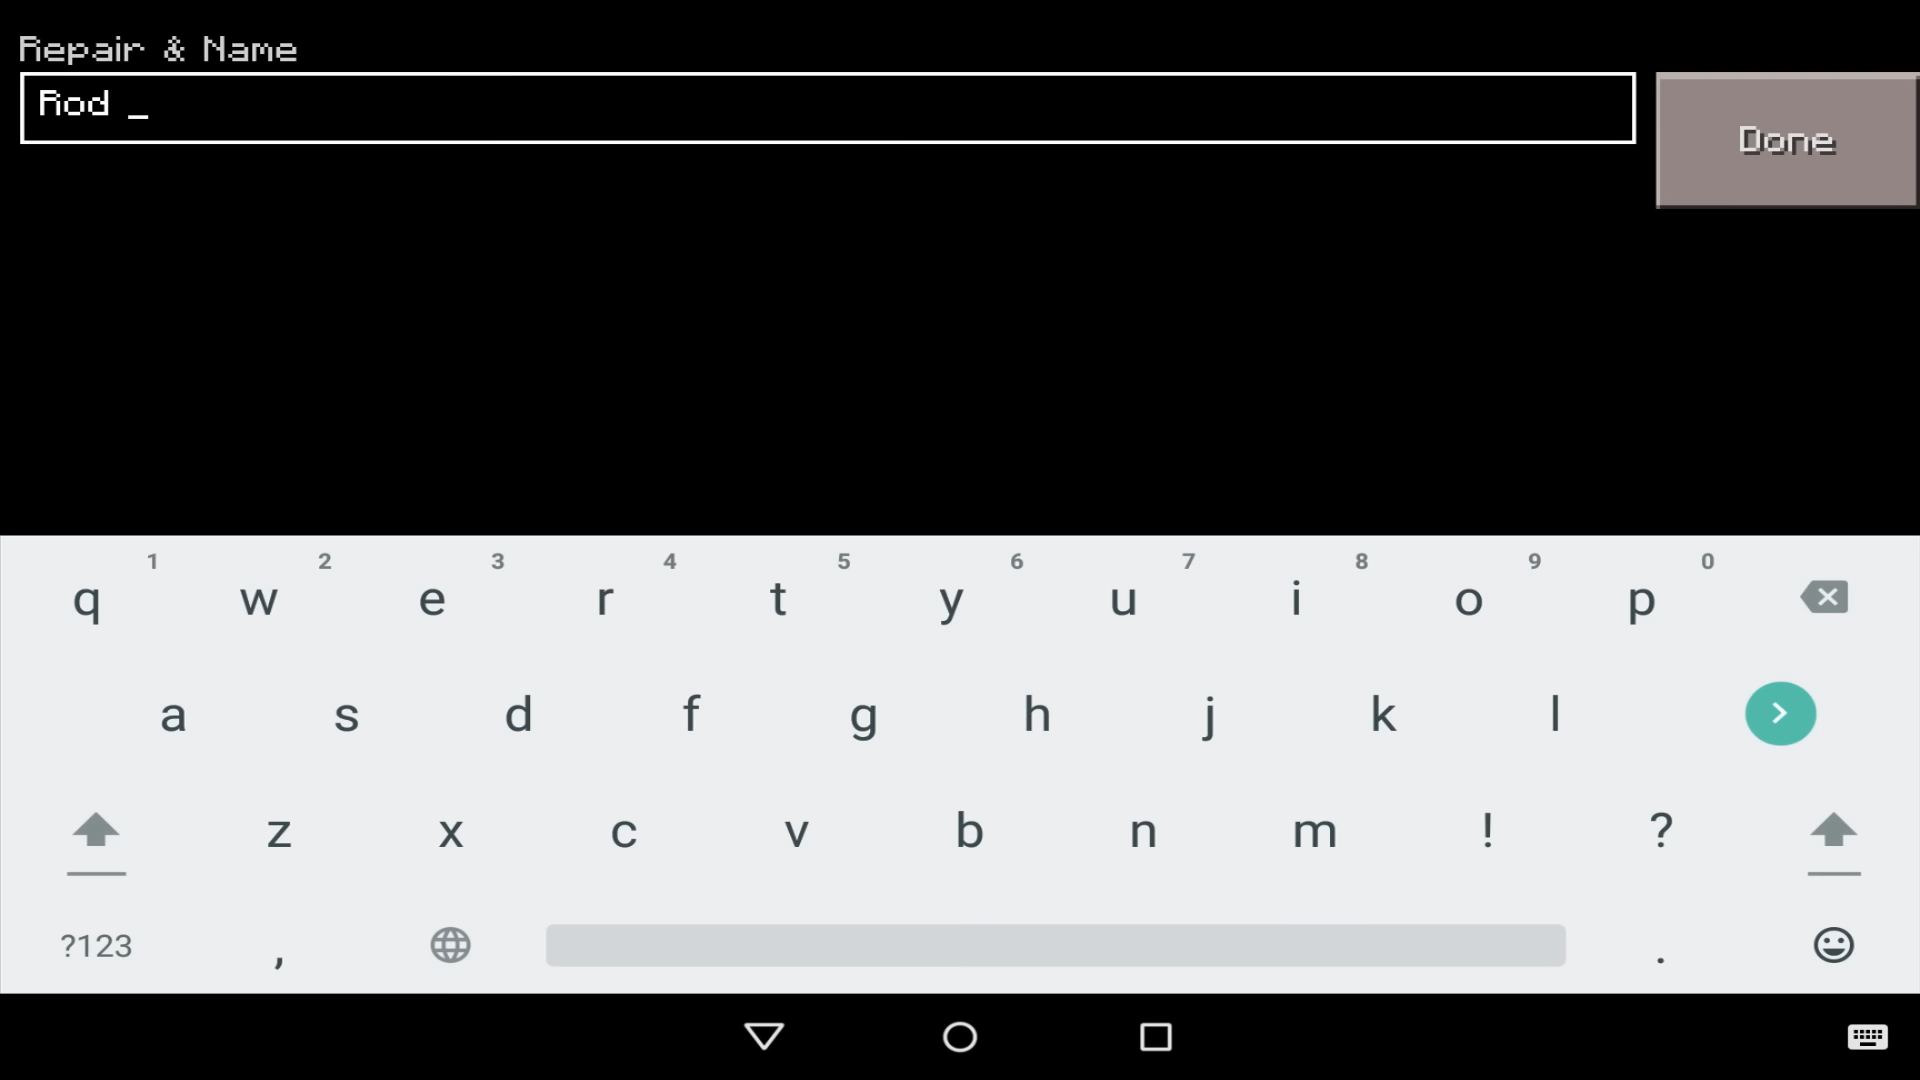 Repair & Name
Rod _
Done
1 2 3 4 5 6 7 8 9 0
q w e r t y u i o p
a s d f g h j k l
z x c v b n m ! ?
?123 , .